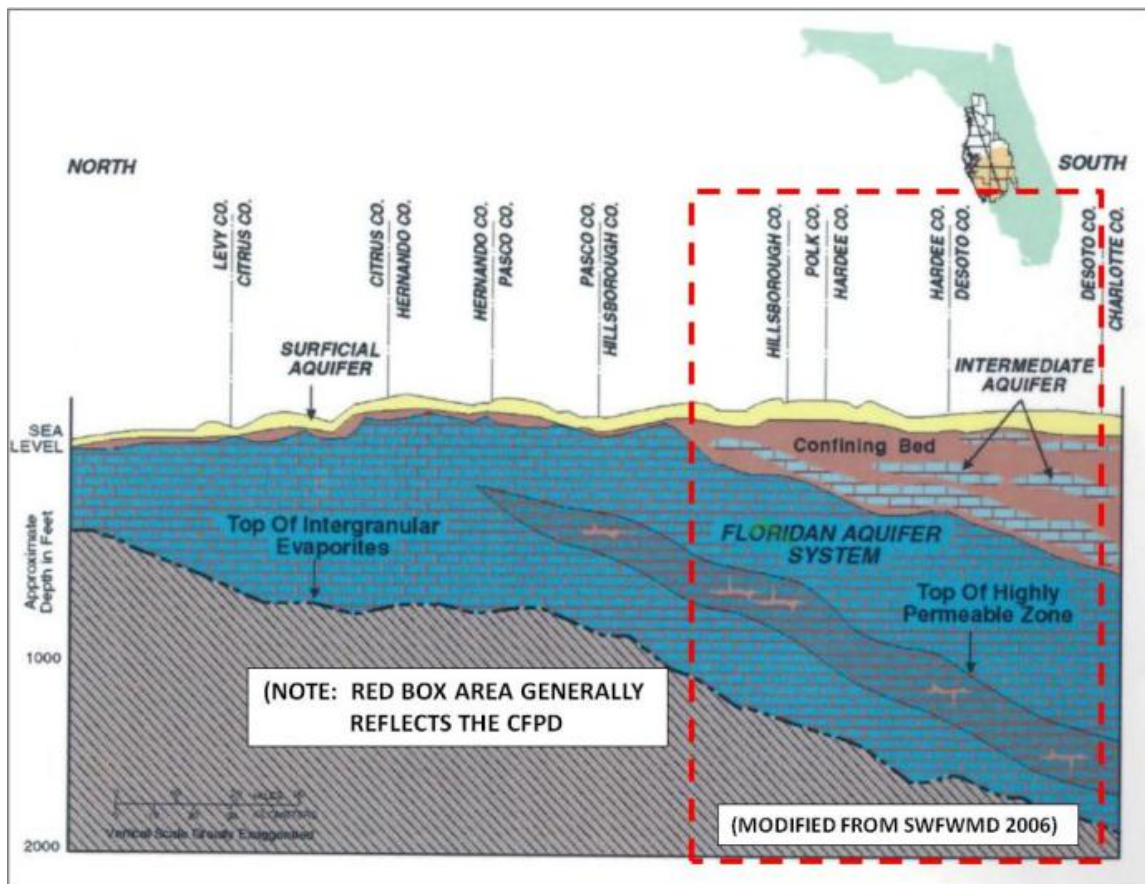 NORTH
SOUTH
LEVY CO.
CITRUS CO.
CITRUS CO.
HERNANDO CO.
HERNANDO CO.
PASCO CO.
PASCO CO.
HILLSBOROUGH CO.
HILLSBOROUGH CO.
POLK CO.
HARDEE CO.
HARDEE CO.
DESOTO CO.
DESOTO CO.
CHARLOTTE CO.
SURFICIAL
AQUIFER
INTERMEDIATE
AQUIFER
SEA
LEVEL
Confining Bed
Top Of Intergranular
Evaporites
FLORIDAN AQUIFER
SYSTEM
Approximate
Depth in Feet
Top Of Highly
Permeable Zone
1000
(NOTE: RED BOX AREA GENERALLY
REFLECTS THE CFPD
MILES
KILOMETERS
Vertical Scale Greatly Exaggerated
(MODIFIED FROM SWFWMD 2006)
2000